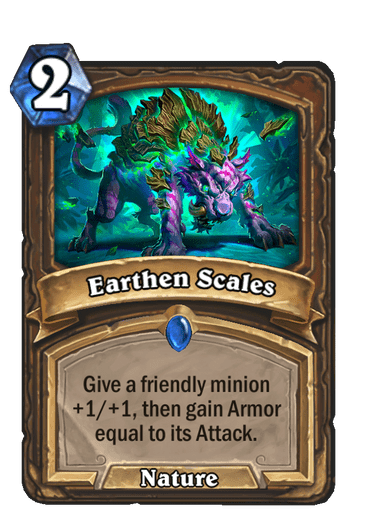 2
Earthen Scales
Give a friendly minion
+1/+1, then gain Armor
equal to its Attack.
Nature